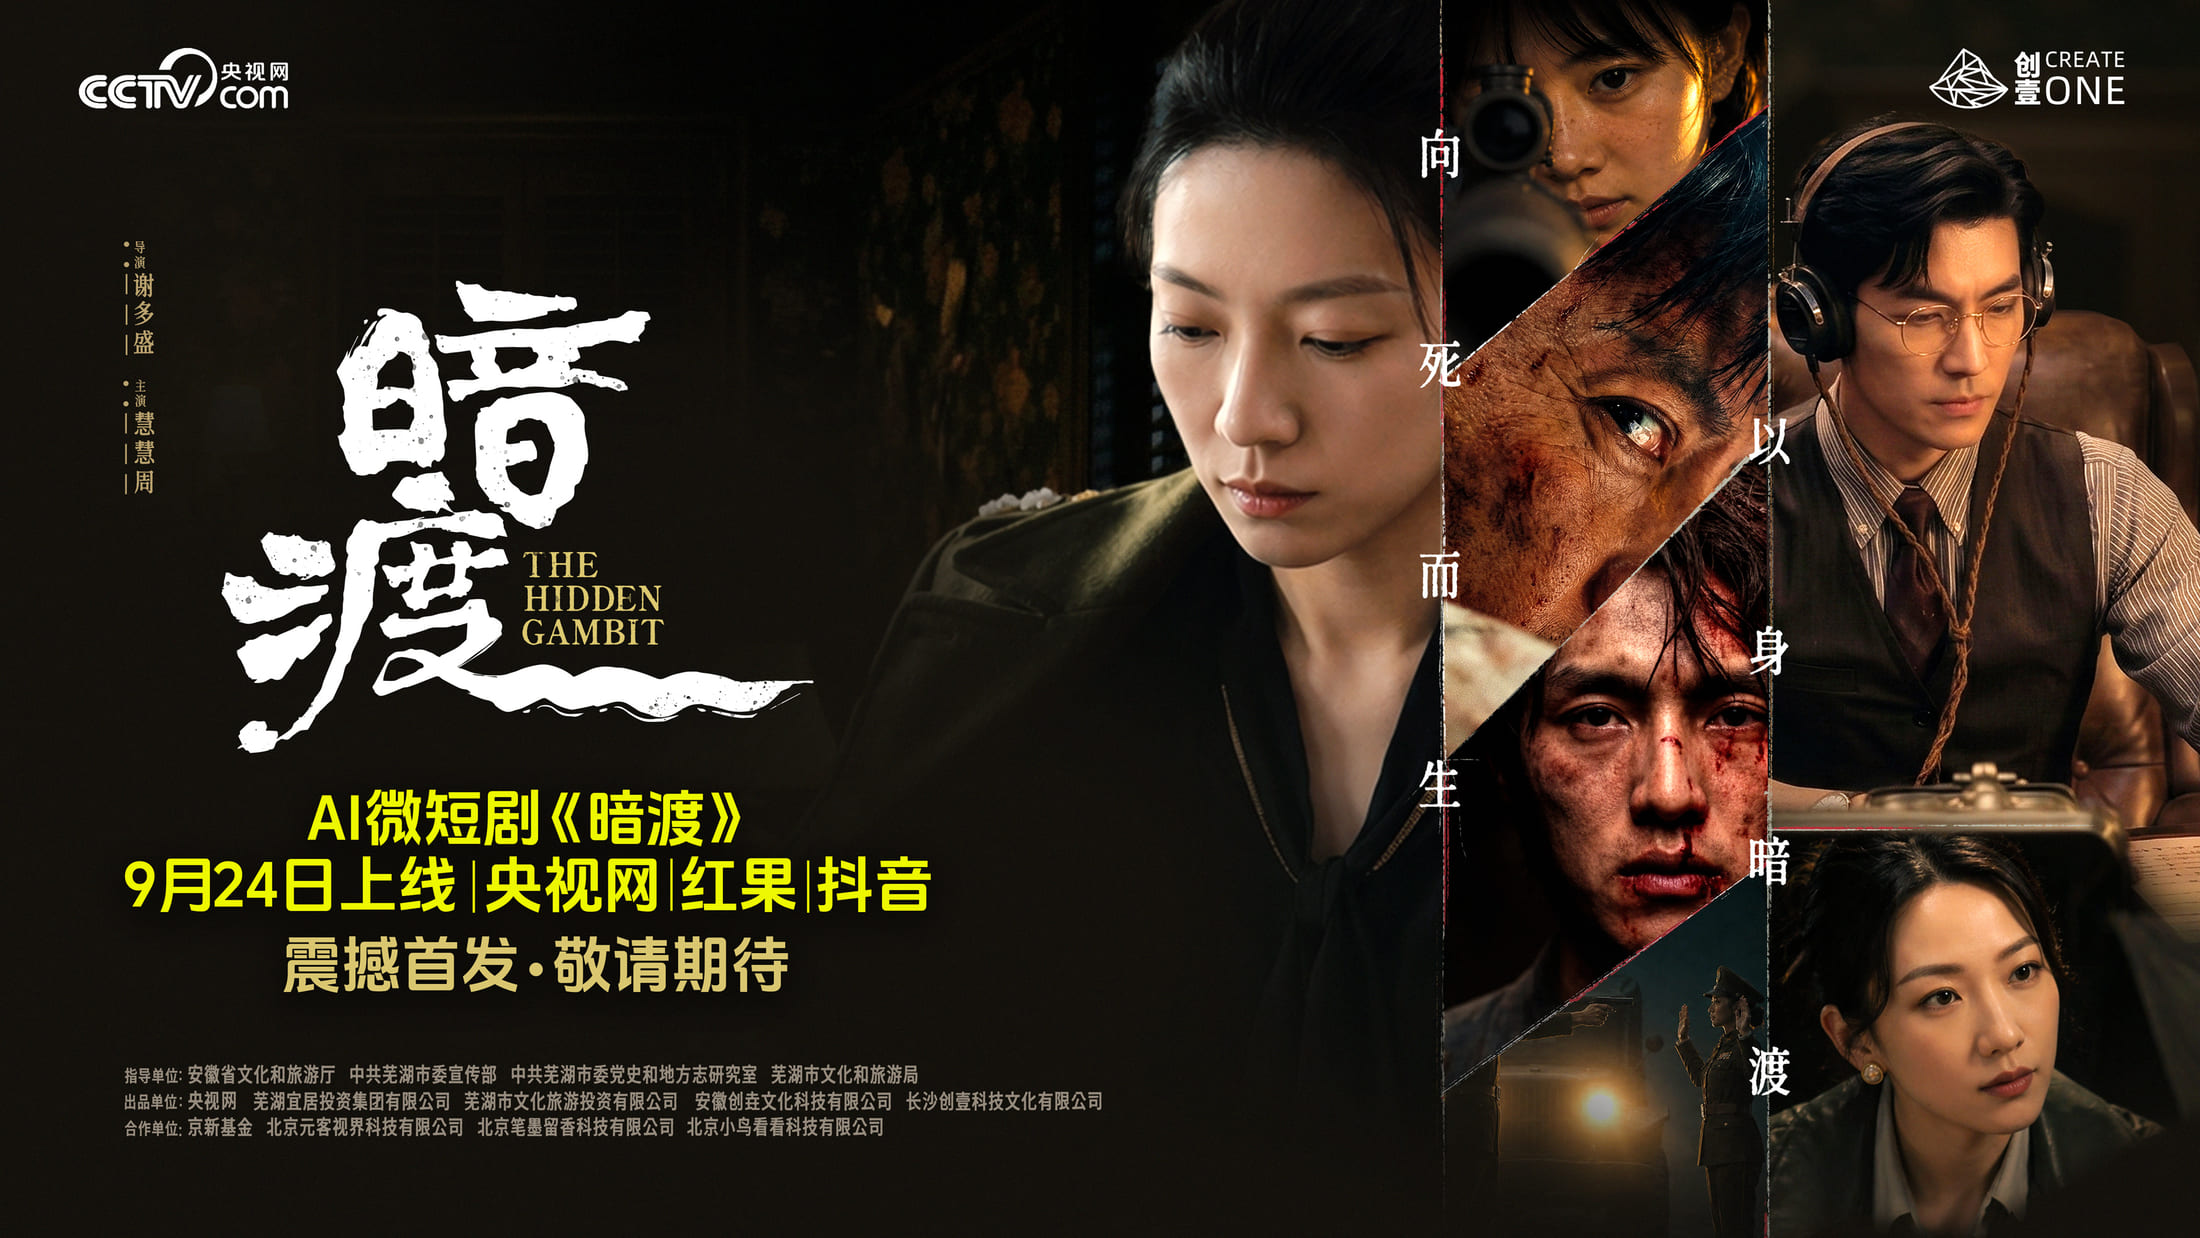 CCTV 央视网
com
创壹 CREATE
ONE
导演 谢多盛
主演 慧慧周
暗渡
THE
HIDDEN
GAMBIT
AI微短剧《暗渡》
9月24日上线|央视网|红果|抖音
震撼首发·敬请期待
向死而生
以身暗渡
指导单位: 安徽省文化和旅游厅 中共芜湖市委宣传部 中共芜湖市委党史和地方志研究室 芜湖市文化和旅游局
出品单位: 央视网 芜湖宜居投资集团有限公司 芜湖市文化旅游投资有限公司 安徽创垚文化科技有限公司 长沙创壹科技文化有限公司
合作单位: 京新基金 北京元客视界科技有限公司 北京笔墨留香科技有限公司 北京小鸟看看科技有限公司